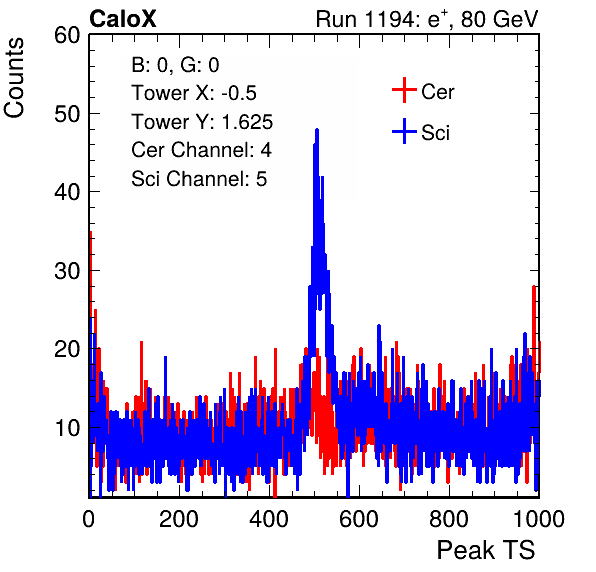 CaloX Run 1194: e⁺, 80 GeV
Counts
60
50
40
30
20
10
B: 0, G: 0
Tower X: -0.5
Tower Y: 1.625
Cer Channel: 4
Sci Channel: 5
Cer
Sci
0 200 400 600 800 1000
Peak TS